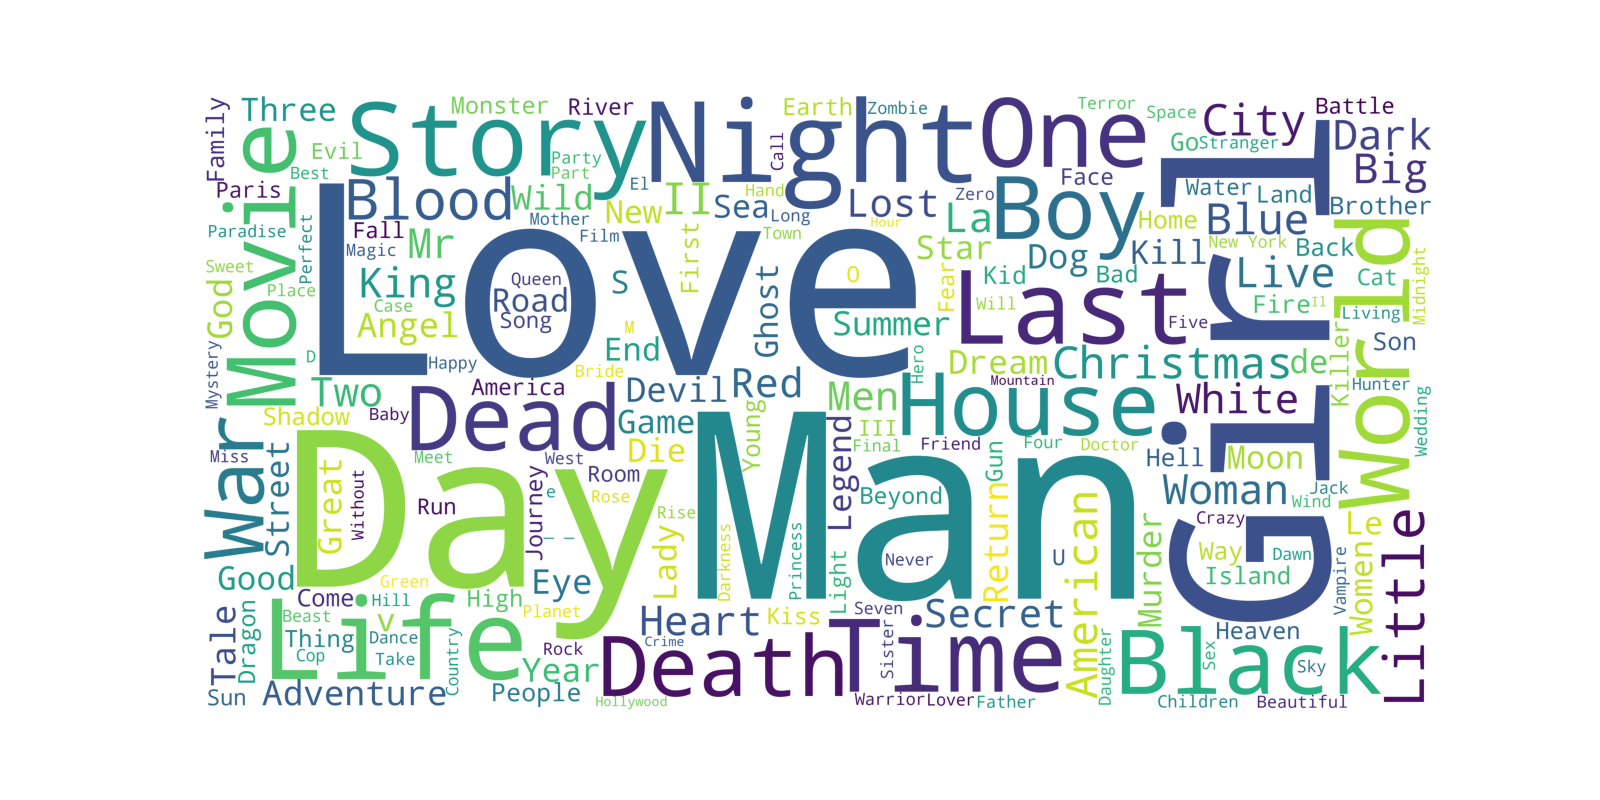 Family
Three
Monster
River
Earth
Zombie
Terror
Space
City
Battle
Story
Night
One
Call
Go
Stranger
Dark
Movie
Evil
Best
Party
Part
El
Hand
Face
Big
Paris
Blood
Wild
Mother
New
II
Sea
Long
Lost
Zero
La
Boy
Water
Land
Home
Blue
Brother
Paradise
Perfect
Fall
Magic
Mr
Film
First
Town
Hour
Star
Dog
Kill
New York
Back
Sweet
God
Place
King
Case
Angel
Queen
Road
Song
Love
S
M
Ghost
O
Fear
Kid
Bad
Live
Cat
Midnight
Will
Last
Five
Fire
Il
Living
World
Girl
Summer
Hero
Son
Mystery
D
Happy
End
Bride
Dream
Christmas
de
Killer
Two
America
Devil
Red
Mountain
Men
House
White
Hunter
Wedding
Shadow
Baby
Dead
Game
Young
III
Final
Friend
Four
Doctor
War
Miss
Street
Great
Without
Meet
West
Die
Legend
Gun
Hell
Moon
Day
Run
Journey
Room
e
Rose
Rise
Man
Beyond
Return
Woman
Wind
Jack
Crazy
Le
Little
Lady
Darkness
Princess
Never
U
American
Murder
Way
Dawn
Island
Vampire
Women
Good
Green
Eye
Planet
Light
Tale
Dragon
Come
Hill
High
Beast
v
Life
Thing
Dance
Cop
Take
Country
Heart
Kiss
Seven
Secret
Heaven
Crime
Sister
Time
Daughter
Black
Sex
Sky
Rock
Year
Death
Sun
Adventure
People
Hollywood
Warrior
Lover
Father
Children
Beautiful